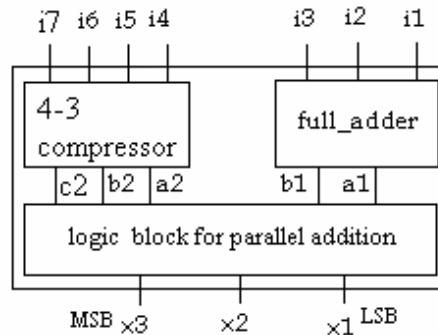 i7 i6 i5 i4 i3 i2 i1
4-3
compressor
full_adder
c2 b2 a2 b1 a1
logic block for parallel addition
MSB x3 x2 x1 LSB